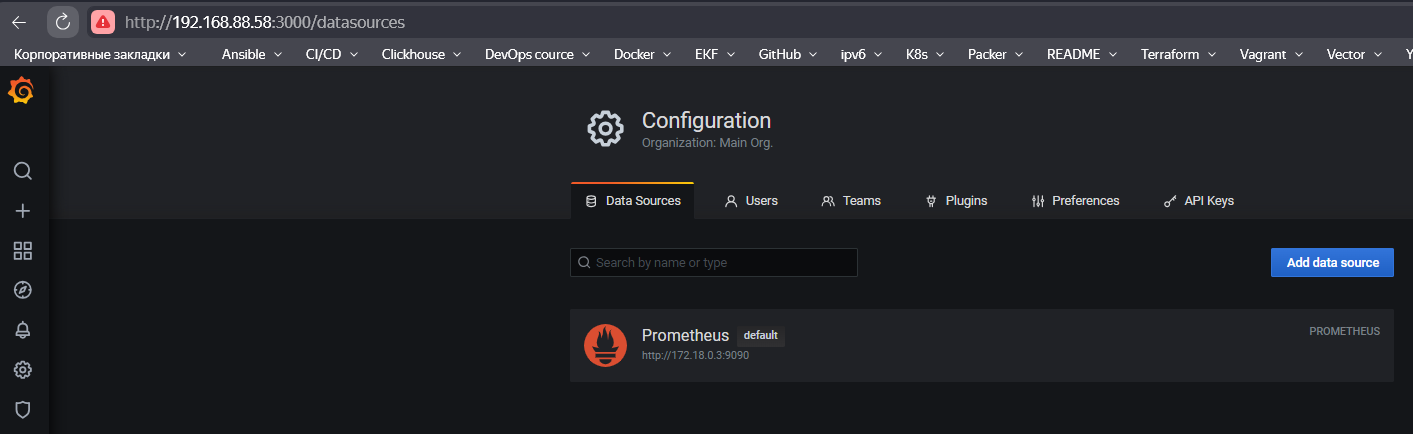 http://192.168.88.58:3000/datasources
Корпоративные закладки Ansible CI/CD Clickhouse DevOps cource Docker EKF GitHub ipv6 K8s Packer README Terraform Vagrant Vector Y
Configuration
Organization: Main Org.
Data Sources Users Teams Plugins Preferences API Keys
Search by name or type Add data source
Prometheus default PROMETHEUS
http://172.18.0.3:9090